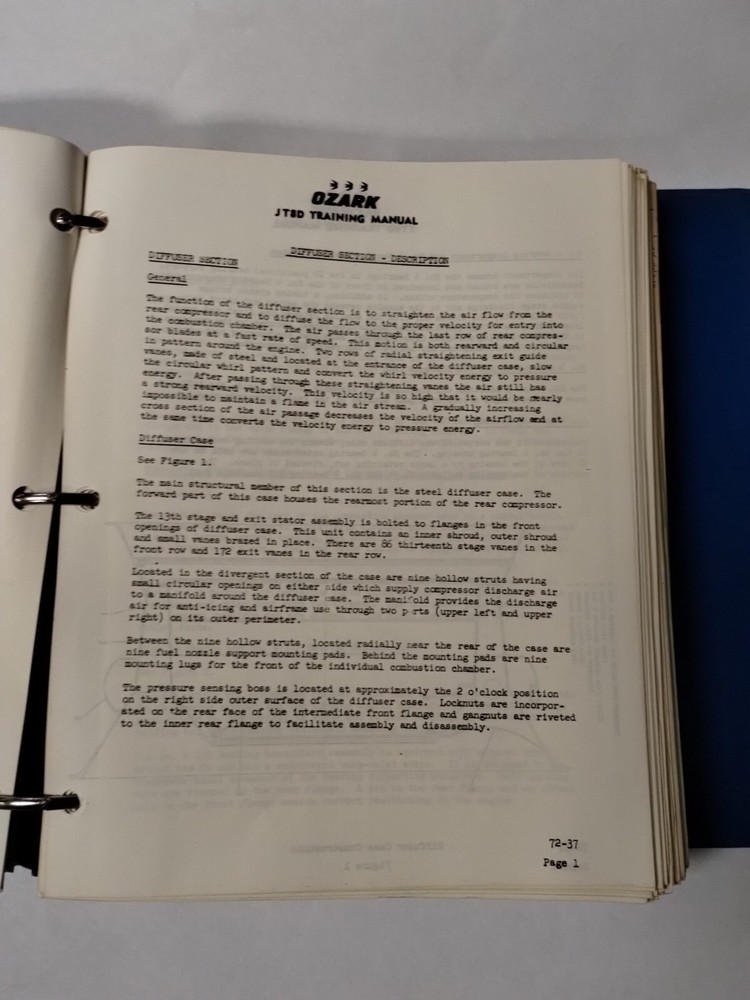 OZARK
JT8D TRAINING MANUAL
DIFFUSER SECTION
DIFFUSER SECTION - DESCRIPTION
General
The function of the diffuser section is to straighten the air flow from the
rear compressor and to diffuse the flow to the proper velocity for entry into
the combustion chamber. The air passes through the last row of rear compres-
sor blades at a fast rate of speed. This motion is both rearward and circular
in pattern around the engine. Two rows of radial straightening exit guide
vanes, made of steel and located at the entrance of the diffuser case, slow
the circular whirl pattern and convert the whirl velocity energy to pressure
energy. After passing through these straightening vanes the air still has
a strong rearward velocity. This velocity is so high that it would be nearly
impossible to maintain a flame in the air stream. A gradually increasing
cross section of the air passage decreases the velocity of the airflow and at
the same time converts the velocity energy to pressure energy.
Diffuser Case
See Figure 1.
The main structural member of this section is the steel diffuser case. The
forward part of this case houses the rearmost portion of the rear compressor.
The 13th stage and exit stator assembly is bolted to flanges in the front
openings of diffuser case. This unit contains an inner shroud, outer shroud
and small vanes brazed in place. There are 86 thirteenth stage vanes in the
front row and 172 exit vanes in the rear row.
Located in the divergent section of the case are nine hollow struts having
small circular openings on either side which supply compressor discharge air
to a manifold around the diffuser case. The manifold provides the discharge
air for anti-icing and airframe use through two ports (upper left and upper
right) on its outer perimeter.
Between the nine hollow struts, located radially near the rear of the case are
nine fuel nozzle support mounting pads. Behind the mounting pads are nine
mounting lugs for the front of the individual combustion chamber.
The pressure sensing boss is located at approximately the 2 o'clock position
on the right side outer surface of the diffuser case. Locknuts are incorpor-
ated on the rear face of the intermediate front flange and gangnuts are riveted
to the inner rear flange to facilitate assembly and disassembly.
72-37
Page 1